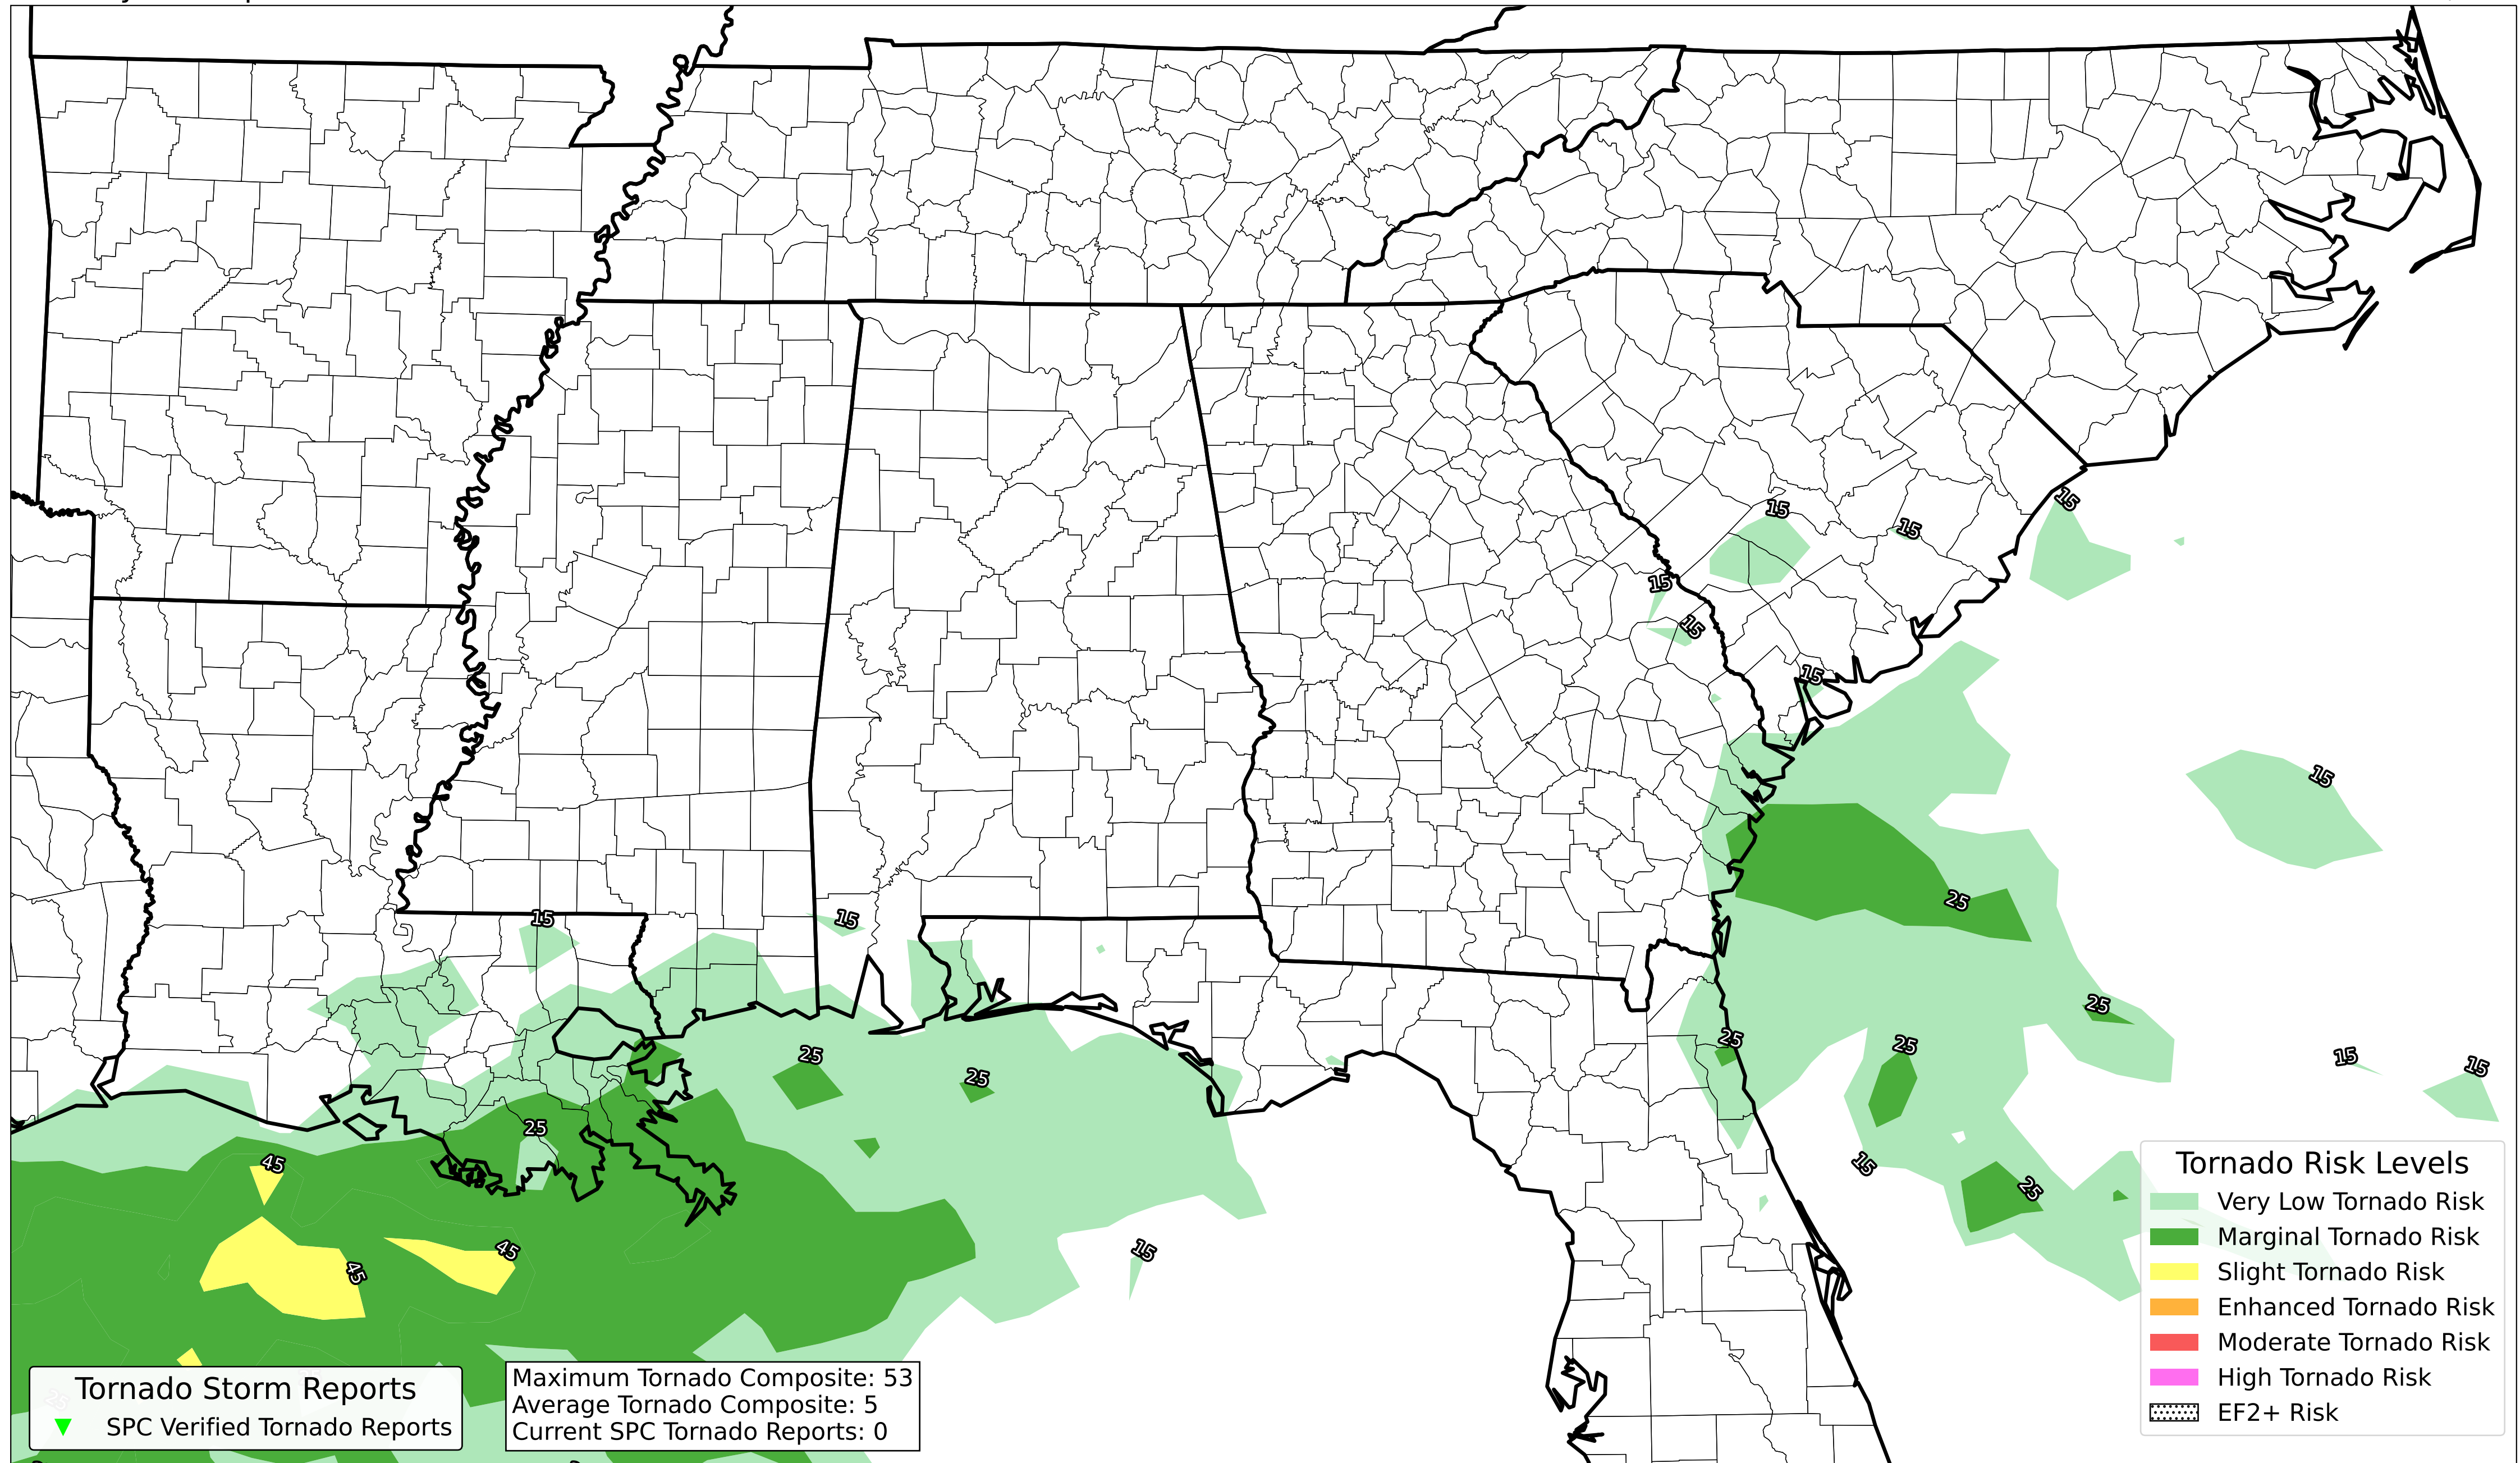 15
15
15
15
15
15
15
15
15
25
25
25
25
25
25
15
15
25
45
15
25
15
45
45
Tornado Risk Levels
Very Low Tornado Risk
Marginal Tornado Risk
Slight Tornado Risk
Enhanced Tornado Risk
Moderate Tornado Risk
High Tornado Risk
EF2+ Risk
Tornado Storm Reports
SPC Verified Tornado Reports
Maximum Tornado Composite: 53
Average Tornado Composite: 5
Current SPC Tornado Reports: 0